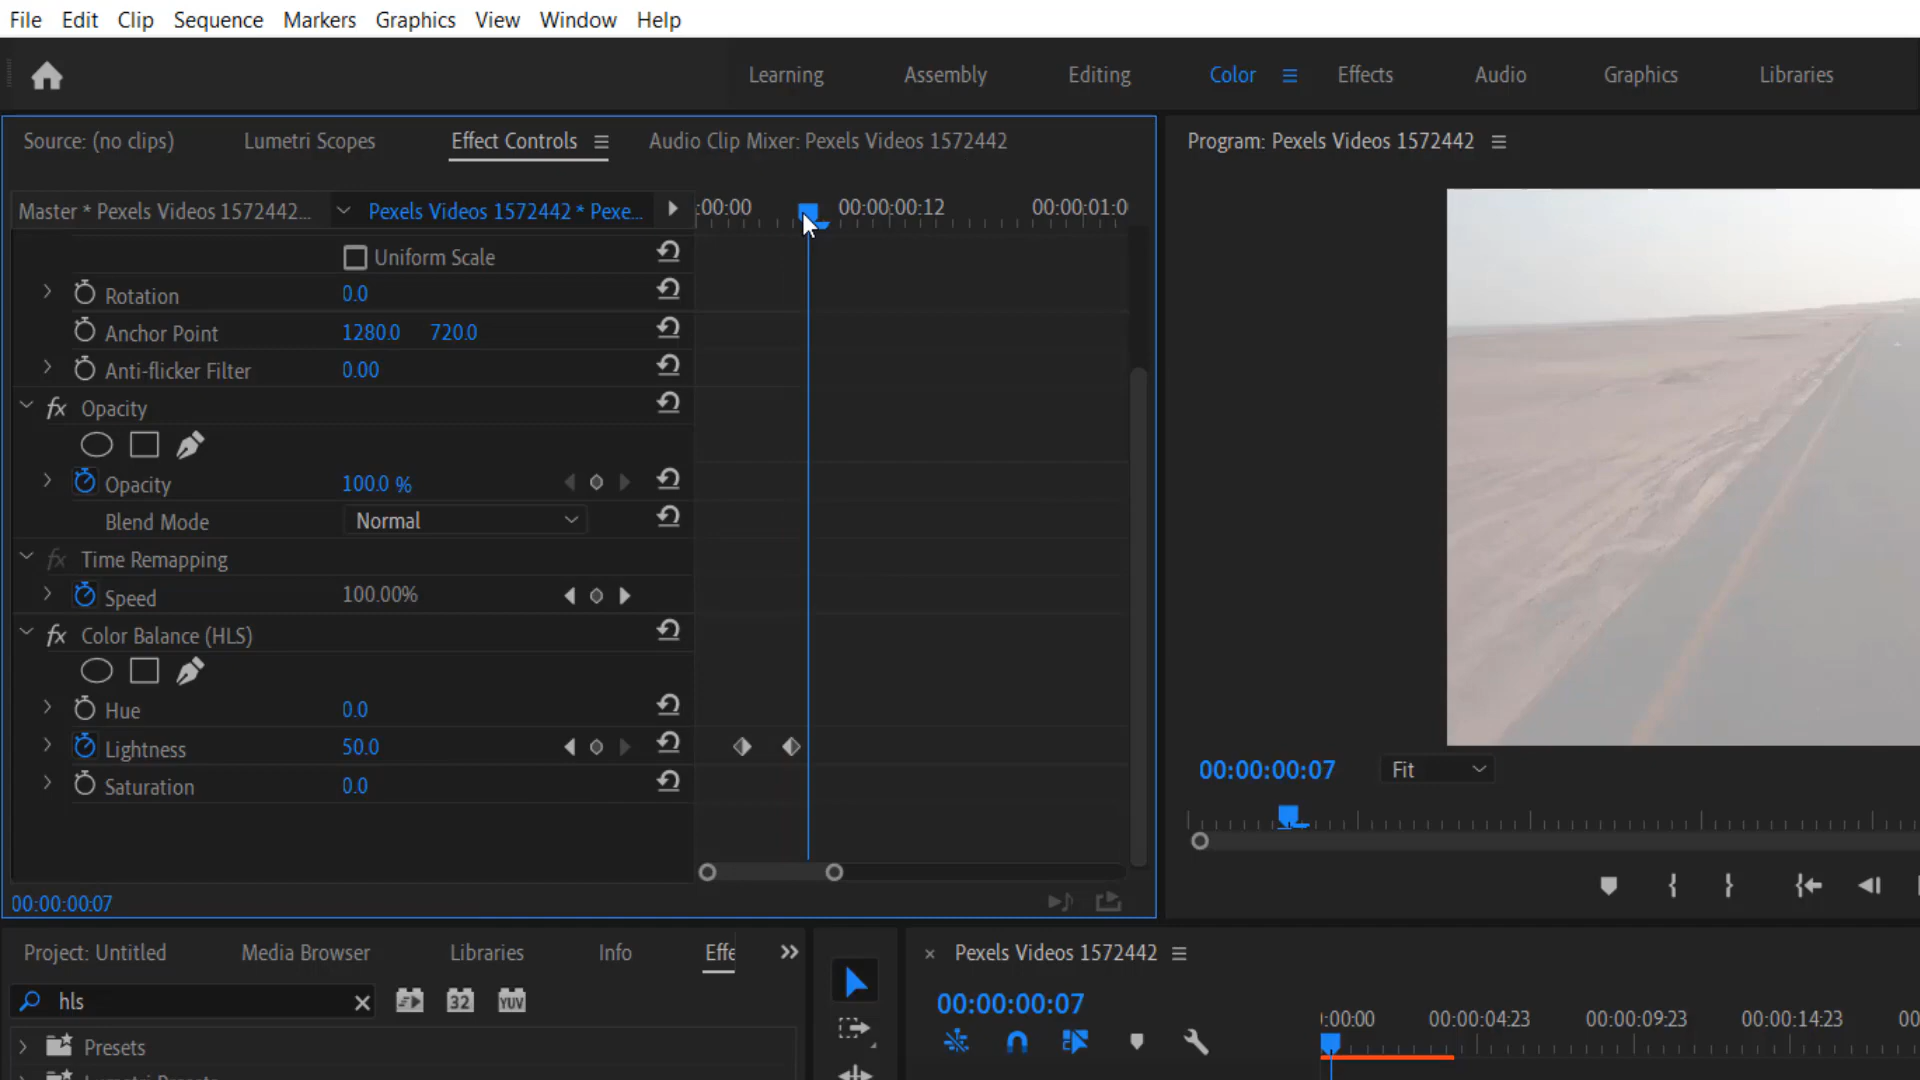 File Edit Clip Sequence Markers Graphics View Window Help
Learning Assembly Editing Color Effects Audio Graphics Libraries
Source: (no clips) Lumetri Scopes Effect Controls Audio Clip Mixer: Pexels Videos 1572442 Program: Pexels Videos 1572442
Master * Pexels Videos 1572442... Pexels Videos 1572442 * Pexe... :00:00 00:00:00:12 00:00:01:0
Uniform Scale
Rotation 0.0
Anchor Point 1280.0 720.0
Anti-flicker Filter 0.00
fx Opacity
Opacity 100.0 %
Blend Mode Normal
fx Time Remapping
Speed 100.00%
fx Color Balance (HLS)
Hue 0.0
Lightness 50.0
Saturation 0.0
00:00:00:07 Fit
00:00:00:07
Project: Untitled Media Browser Libraries Info Effe Pexels Videos 1572442
hls 32 YUV 00:00:00:07
:00:00 00:00:04:23 00:00:09:23 00:00:14:23 00
Presets